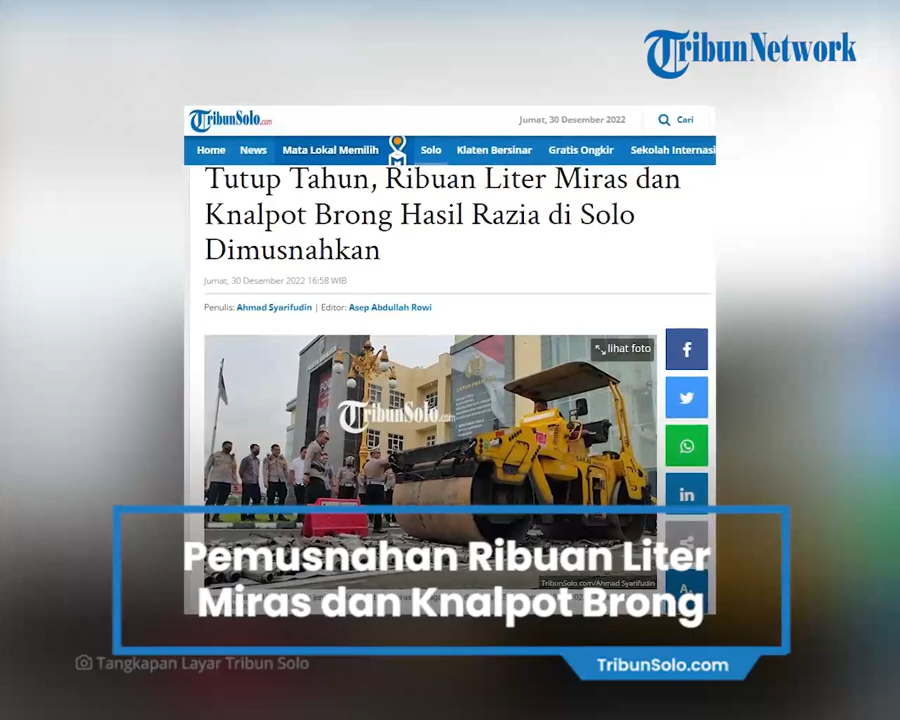 TribunNetwork
TribunSolo.com
Jumat, 30 Desember 2022
Cari
Home News Mata Lokal Memilih Solo Klaten Bersinar Gratis Ongkir Sekolah Internasi
Tutup Tahun, Ribuan Liter Miras dan
Knalpot Brong Hasil Razia di Solo
Dimusnahkan
Jumat, 30 Desember 2022 16:58 WIB
Penulis: Ahmad Syarifudin | Editor: Asep Abdullah Rowi
lihat foto
TribunSolo.com
Pemusnahan Ribuan Liter
TribunSolo.com/Ahmad Syarifudin
Miras dan Knalpot Brong
Tangkapan Layar Tribun Solo
TribunSolo.com